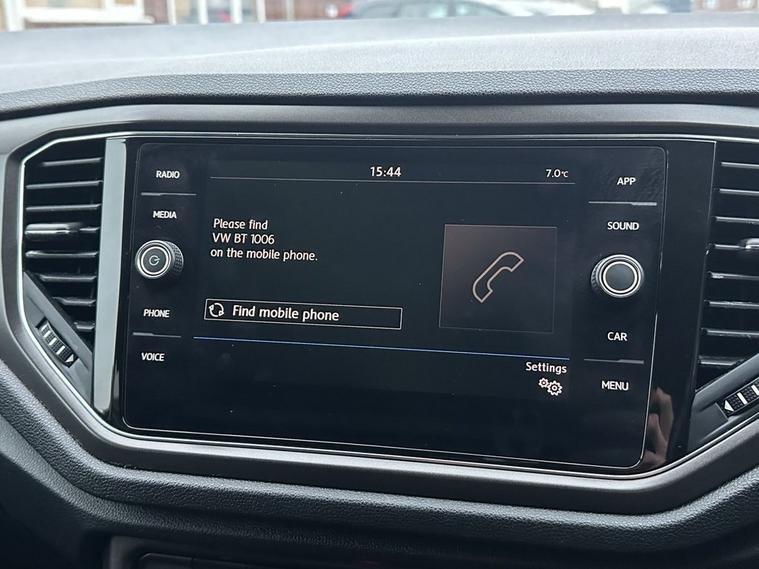 RADIO
MEDIA
PHONE
VOICE
15:44
7.0°C
Please find
VW BT 1006
on the mobile phone.
Find mobile phone
Settings
APP
SOUND
CAR
MENU